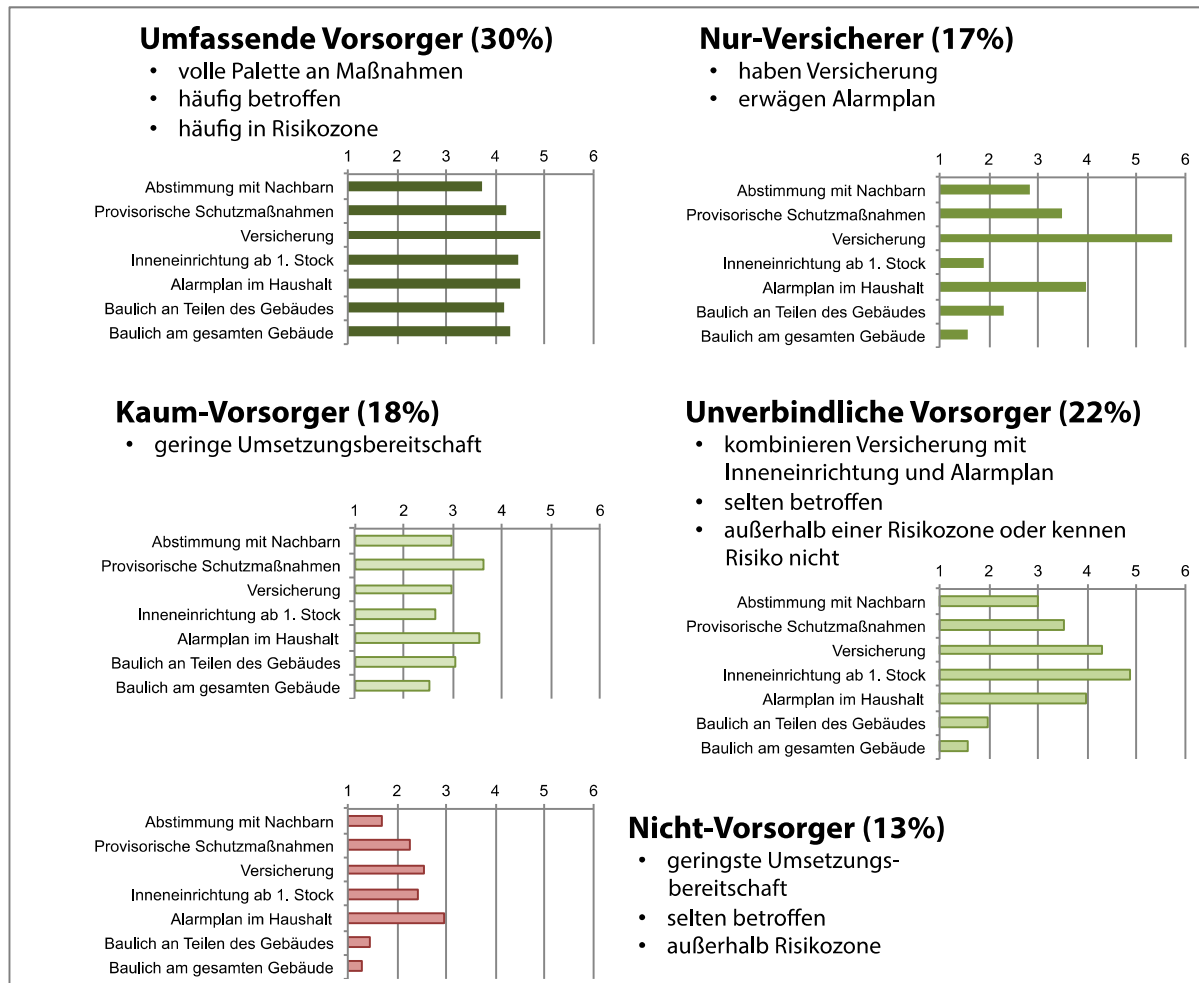 Umfassende Vorsorger (30%)
• volle Palette an Maßnahmen
• häufig betroffen
• häufig in Risikozone
1 2 3 4 5 6
Abstimmung mit Nachbarn
Provisorische Schutzmaßnahmen
Versicherung
Inneneinrichtung ab 1. Stock
Alarmplan im Haushalt
Baulich an Teilen des Gebäudes
Baulich am gesamten Gebäude
Nur-Versicherer (17%)
• haben Versicherung
• erwägen Alarmplan
1 2 3 4 5 6
Abstimmung mit Nachbarn
Provisorische Schutzmaßnahmen
Versicherung
Inneneinrichtung ab 1. Stock
Alarmplan im Haushalt
Baulich an Teilen des Gebäudes
Baulich am gesamten Gebäude
Kaum-Vorsorger (18%)
• geringe Umsetzungsbereitschaft
1 2 3 4 5 6
Abstimmung mit Nachbarn
Provisorische Schutzmaßnahmen
Versicherung
Inneneinrichtung ab 1. Stock
Alarmplan im Haushalt
Baulich an Teilen des Gebäudes
Baulich am gesamten Gebäude
Unverbindliche Vorsorger (22%)
• kombinieren Versicherung mit
Inneneinrichtung und Alarmplan
• selten betroffen
• außerhalb einer Risikozone oder kennen
Risiko nicht
1 2 3 4 5 6
Abstimmung mit Nachbarn
Provisorische Schutzmaßnahmen
Versicherung
Inneneinrichtung ab 1. Stock
Alarmplan im Haushalt
Baulich an Teilen des Gebäudes
Baulich am gesamten Gebäude
1 2 3 4 5 6
Abstimmung mit Nachbarn
Provisorische Schutzmaßnahmen
Versicherung
Inneneinrichtung ab 1. Stock
Alarmplan im Haushalt
Baulich an Teilen des Gebäudes
Baulich am gesamten Gebäude
Nicht-Vorsorger (13%)
• geringste Umsetzungs-
bereitschaft
• selten betroffen
• außerhalb Risikozone